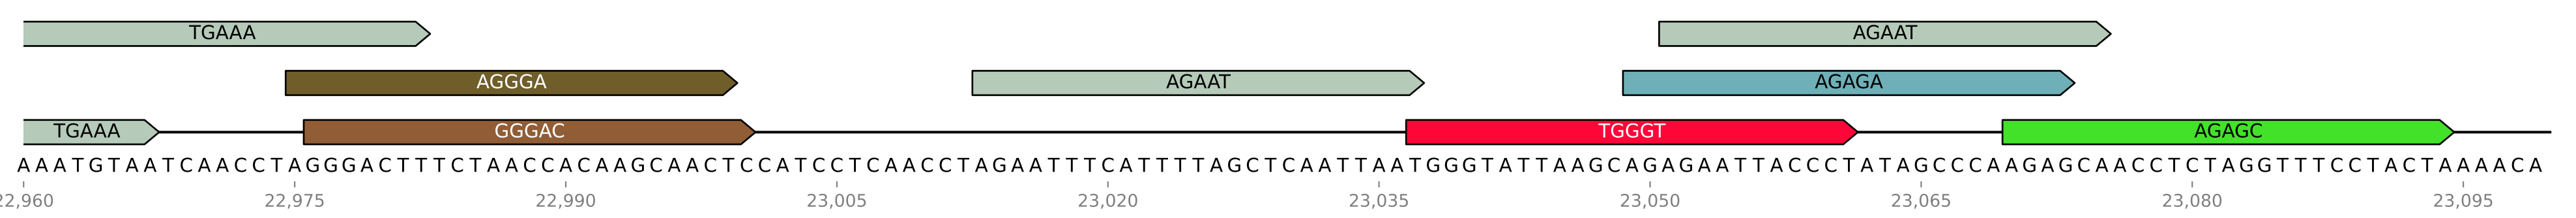 TGAAA AGAAT
AGGGA AGAAT AGAGA
TGAAA GGGAC TGGGT AGAGC
AAATGTAATCAACCTAGGGACTTTCTAACCACAAGCAACTCCATCCTCAACCTAGAATTTCATTTTAGCTCAATTAATGGGTATTAAGCAGAGAATTACCCTATAGCCCAAGAGCAACCTCTAGGTTTCCTACTAAAACA
22,960 22,975 22,990 23,005 23,020 23,035 23,050 23,065 23,080 23,095